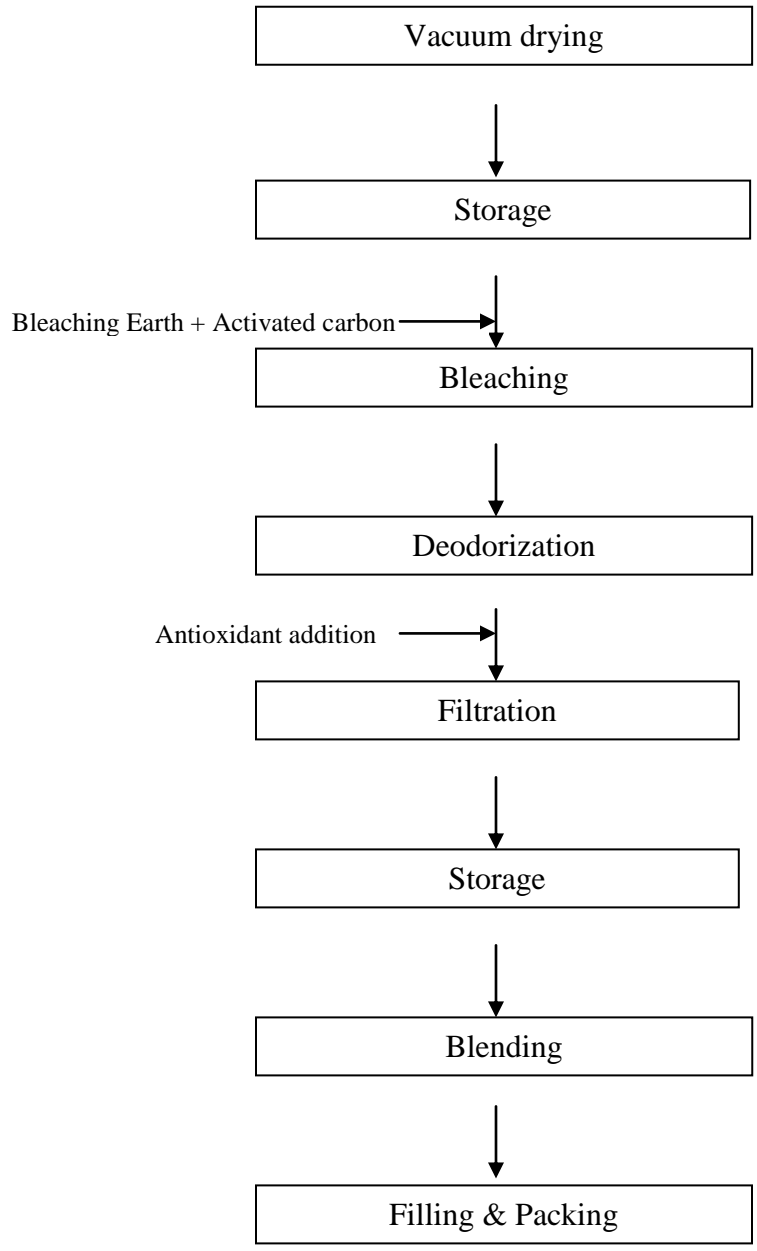 Vacuum drying
Storage
Bleaching Earth + Activated carbon
Bleaching
Deodorization
Antioxidant addition
Filtration
Storage
Blending
Filling & Packing